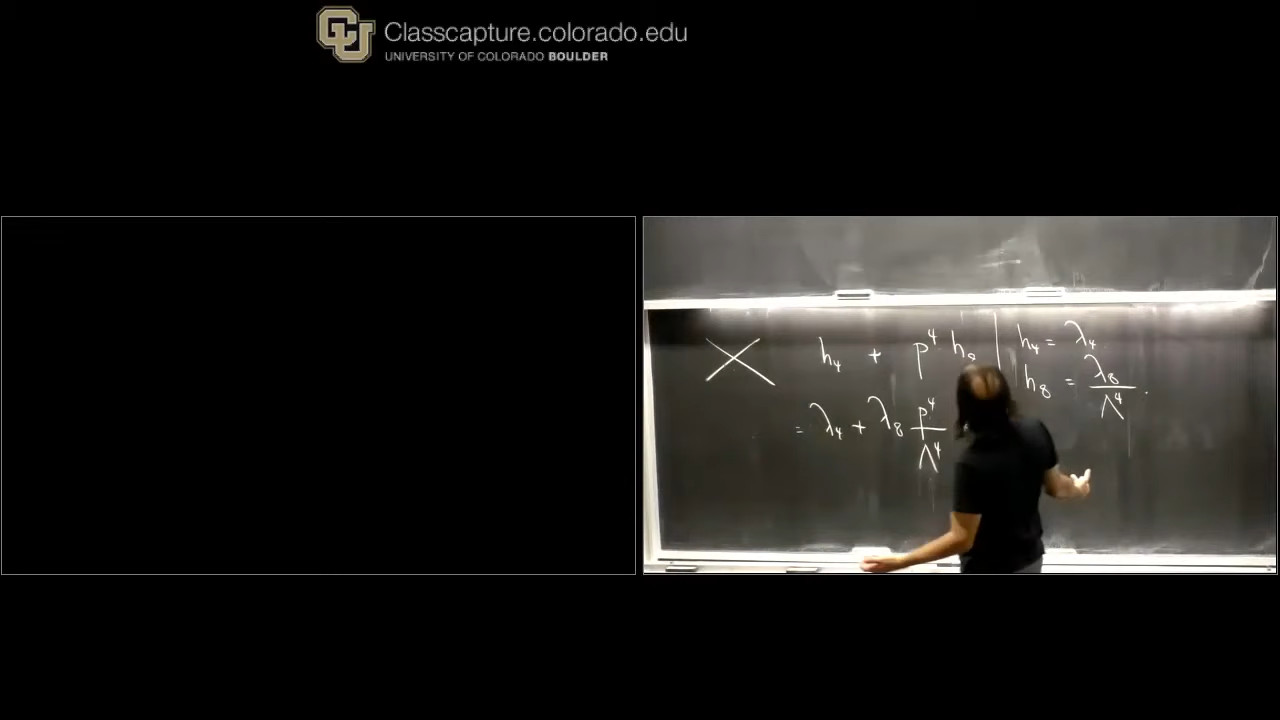 CU
Classcapture.colorado.edu
UNIVERSITY OF COLORADO BOULDER
h₄ + p⁴ h₈ | h₄ = λ₄
h₈ = λ₈ / Λ⁴
= λ₄ + λ₈ p⁴ / Λ⁴